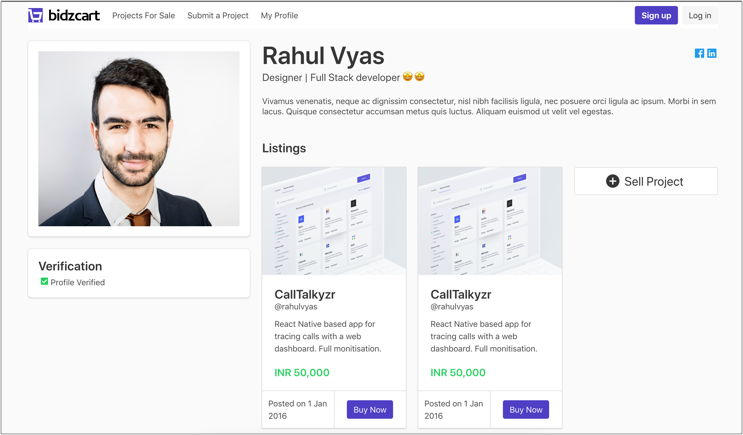 bidzcart
Projects For Sale
Submit a Project
My Profile
Sign up
Log in
Rahul Vyas
Designer | Full Stack developer 🤩🤩
Vivamus venenatis, neque ac dignissim consectetur, nisl nibh facilisis ligula, nec posuere orci ligula ac ipsum. Morbi in sem
lacus. Quisque consectetur accumsan metus quis luctus. Aliquam euismod ut velit vel egestas.
Verification
Profile Verified
Listings
CallTalkyzr
@rahulvyas
React Native based app for
tracing calls with a web
dashboard. Full monitisation.
INR 50,000
Posted on 1 Jan
2016
Buy Now
CallTalkyzr
@rahulvyas
React Native based app for
tracing calls with a web
dashboard. Full monitisation.
INR 50,000
Posted on 1 Jan
2016
Buy Now
Sell Project